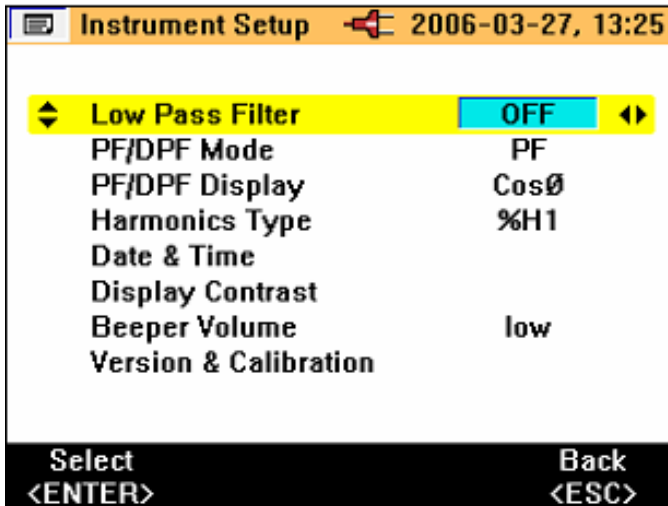 Instrument Setup 2006-03-27, 13:25
Low Pass Filter OFF
PF/DPF Mode PF
PF/DPF Display CosØ
Harmonics Type %H1
Date & Time
Display Contrast
Beeper Volume low
Version & Calibration
Select Back
<ENTER> <ESC>